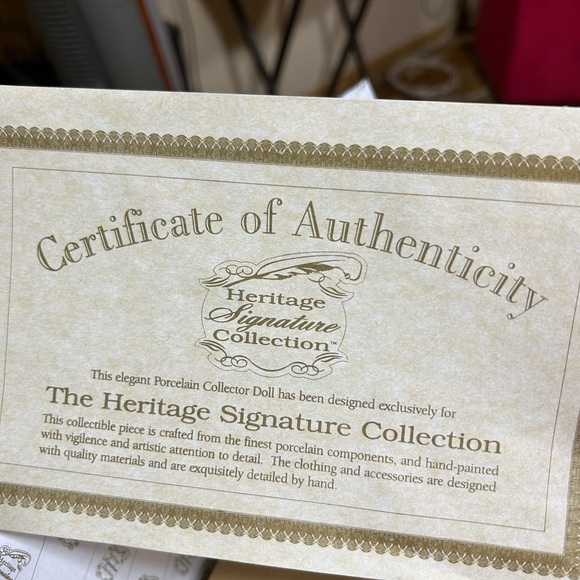 Certificate of Authenticity
Heritage
Signature
Collection™
This elegant Porcelain Collector Doll has been designed exclusively for
The Heritage Signature Collection
This collectible piece is crafted from the finest porcelain components, and hand-painted
with vigilence and artistic attention to detail. The clothing and accessories are designed
with quality materials and are exquisitely detailed by hand.